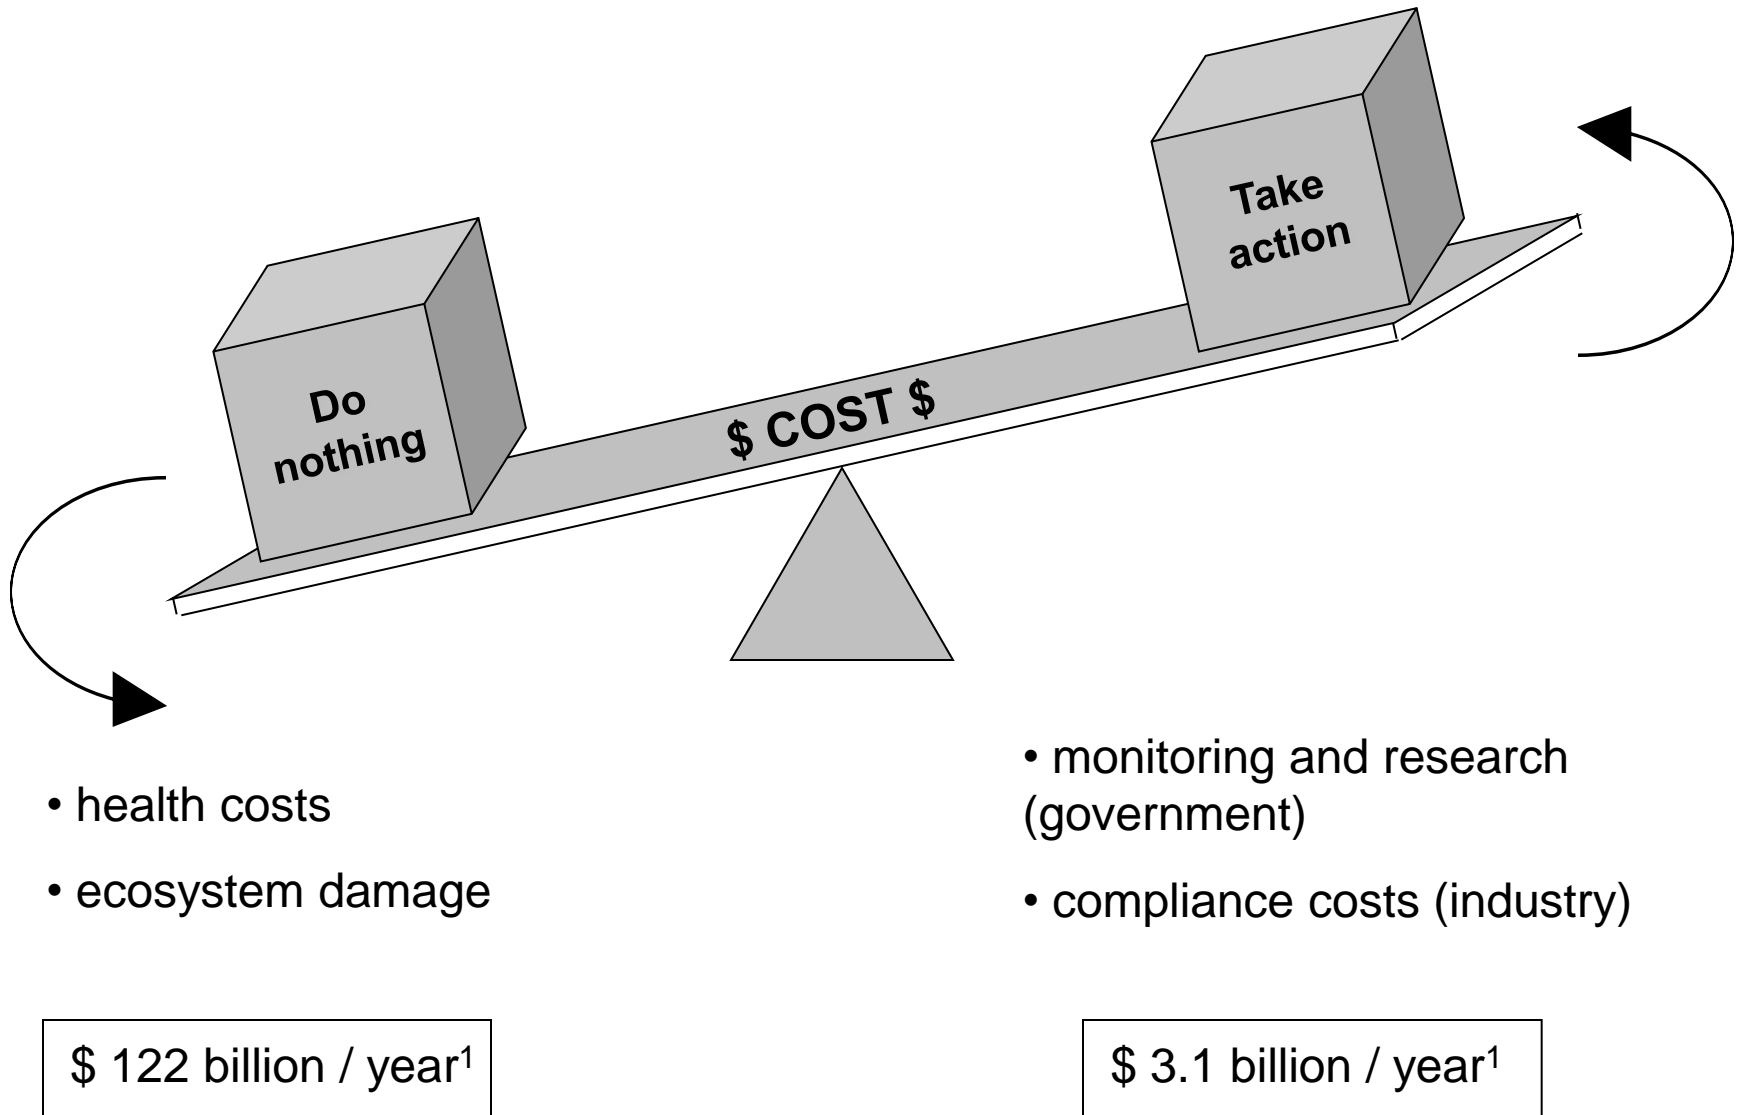 Take
action
Do
nothing
$ COST $
• health costs
• ecosystem damage
$ 122 billion / year¹
• monitoring and research
(government)
• compliance costs (industry)
$ 3.1 billion / year¹